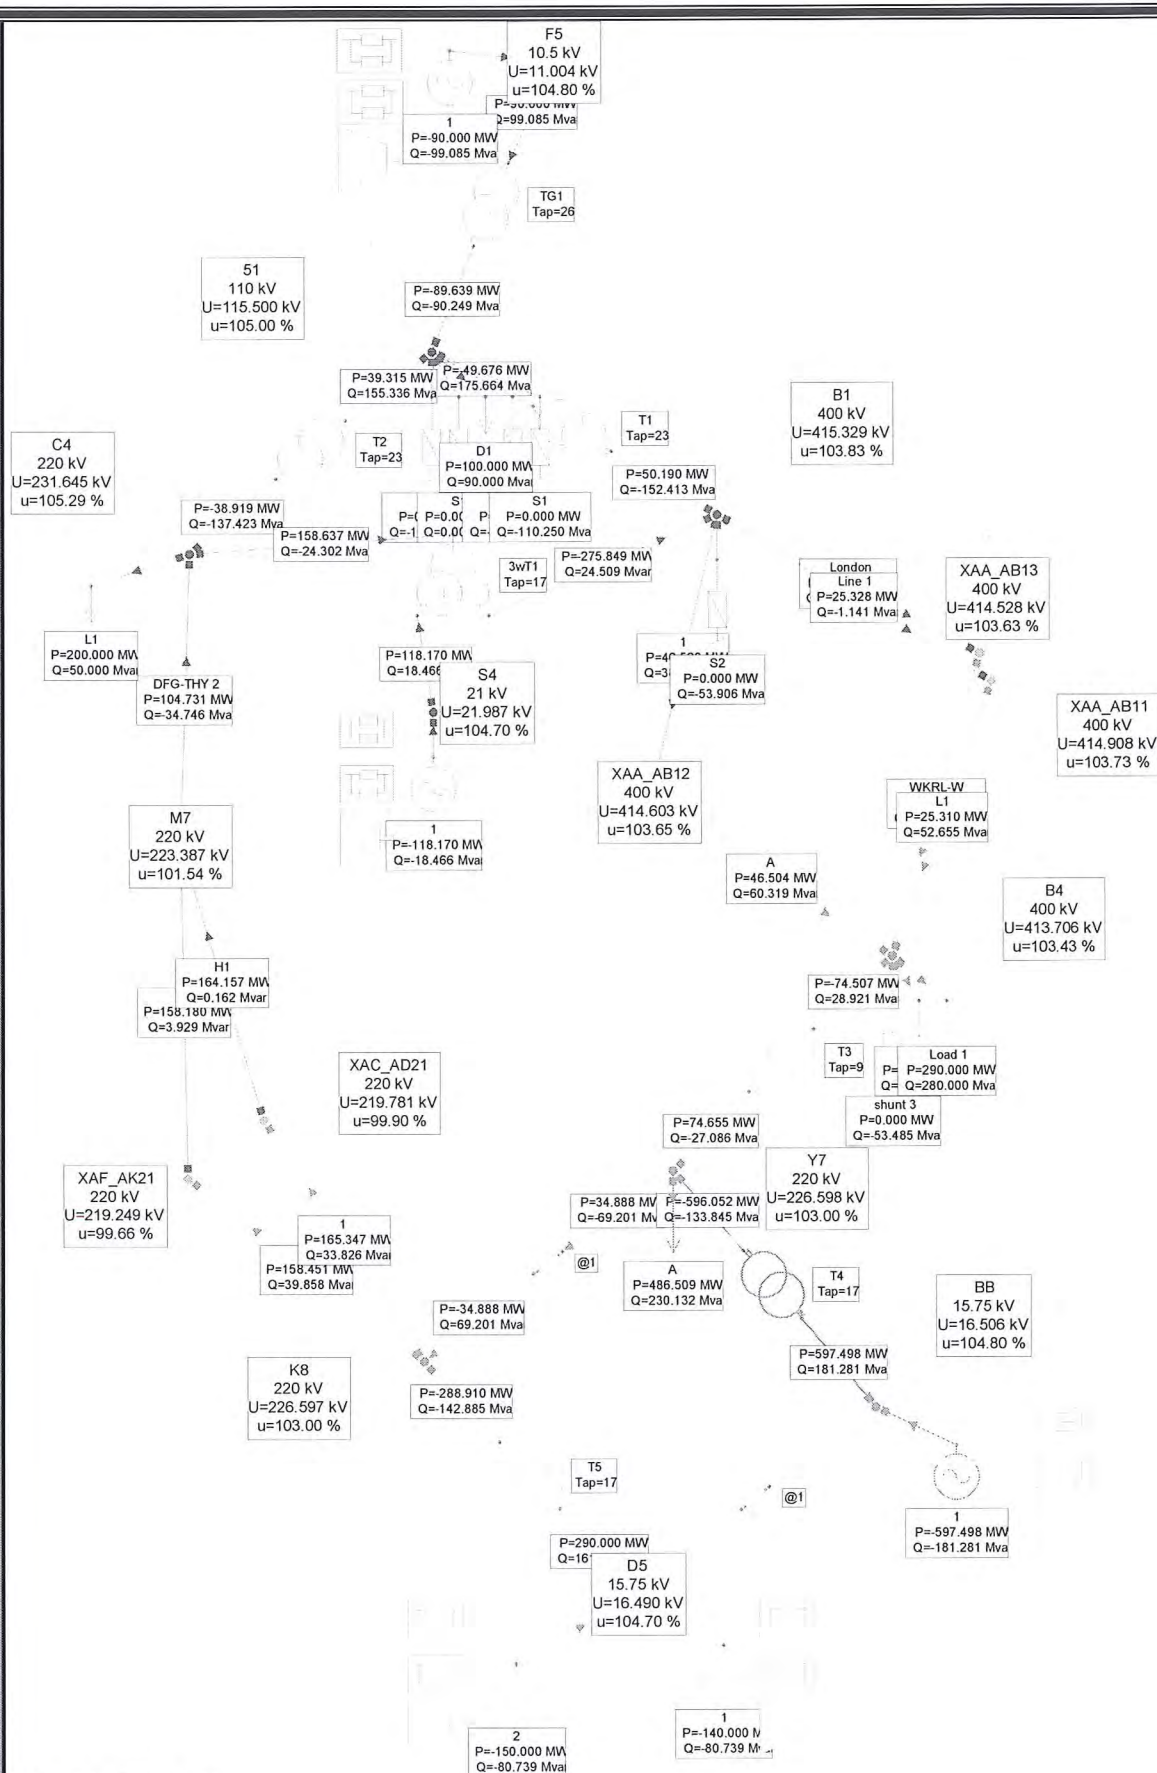 F5
10.5 kV
U=11.004 kV
u=104.80 %
Q=99.085 Mva
1
P=-90.000 MW
Q=-99.085 Mva
TG1
Tap=26
51
110 kV
U=115.500 kV
u=105.00 %
P=-89.639 MW
Q=-90.249 Mva
P=39.315 MW
Q=155.336 Mva
P=-49.676 MW
Q=175.664 Mva
B1
400 kV
U=415.329 kV
u=103.83 %
T1
Tap=23
T2
Tap=23
C4
220 kV
U=231.645 kV
u=105.29 %
D1
P=100.000 MW
Q=90.000 Mva
P=50.190 MW
Q=-152.413 Mva
P=-38.919 MW
Q=-137.423 Mva
P=158.637 MW
Q=-24.302 Mva
S
P=0.00
Q=0.00
S1
P=0.000 MW
Q=-110.250 Mva
P=-275.849 MW
Q=24.509 Mvar
3wT1
Tap=17
London
Line 1
P=25.328 MW
Q=-1.141 Mva
XAA_AB13
400 kV
U=414.528 kV
u=103.63 %
L1
P=200.000 MW
Q=50.000 Mvar
P=118.170 MW
Q=18.466
1
S2
P=0.000 MW
Q=-53.906 Mva
DFG-THY 2
P=104.731 MW
Q=-34.746 Mva
S4
21 kV
U=21.987 kV
u=104.70 %
XAA_AB11
400 kV
U=414.908 kV
u=103.73 %
XAA_AB12
400 kV
U=414.603 kV
u=103.65 %
WKRL-W
L1
P=25.310 MW
Q=52.655 Mva
M7
220 kV
U=223.387 kV
u=101.54 %
1
P=-118.170 MW
Q=-18.466 Mva
A
P=46.504 MW
Q=60.319 Mva
B4
400 kV
U=413.706 kV
u=103.43 %
H1
P=164.157 MW
Q=0.162 Mvar
P=158.180 MW
Q=3.929 Mvar
P=-74.507 MW
Q=28.921 Mva
T3
Tap=9
P=
Q=
Load 1
P=290.000 MW
Q=280.000 Mva
XAC_AD21
220 kV
U=219.781 kV
u=99.90 %
shunt 3
P=0.000 MW
Q=-53.485 Mva
P=74.655 MW
Q=-27.086 Mva
XAF_AK21
220 kV
U=219.249 kV
u=99.66 %
Y7
220 kV
U=226.598 kV
u=103.00 %
P=34.888 MW
Q=-69.201 Mv
P=-596.052 MW
Q=-133.845 Mva
1
P=165.347 MW
Q=33.826 Mvar
P=158.451 MW
Q=39.858 Mvar
@1
A
P=486.509 MW
Q=230.132 Mva
T4
Tap=17
BB
15.75 kV
U=16.506 kV
u=104.80 %
P=-34.888 MW
Q=69.201 Mva
P=597.498 MW
Q=181.281 Mva
K8
220 kV
U=226.597 kV
u=103.00 %
P=-288.910 MW
Q=-142.885 Mva
T5
Tap=17
@1
1
P=-597.498 MW
Q=-181.281 Mva
P=290.000 MW
Q=161
D5
15.75 kV
U=16.490 kV
u=104.70 %
2
P=-150.000 MW
Q=-80.739 Mva
1
P=-140.000 M
Q=-80.739 M